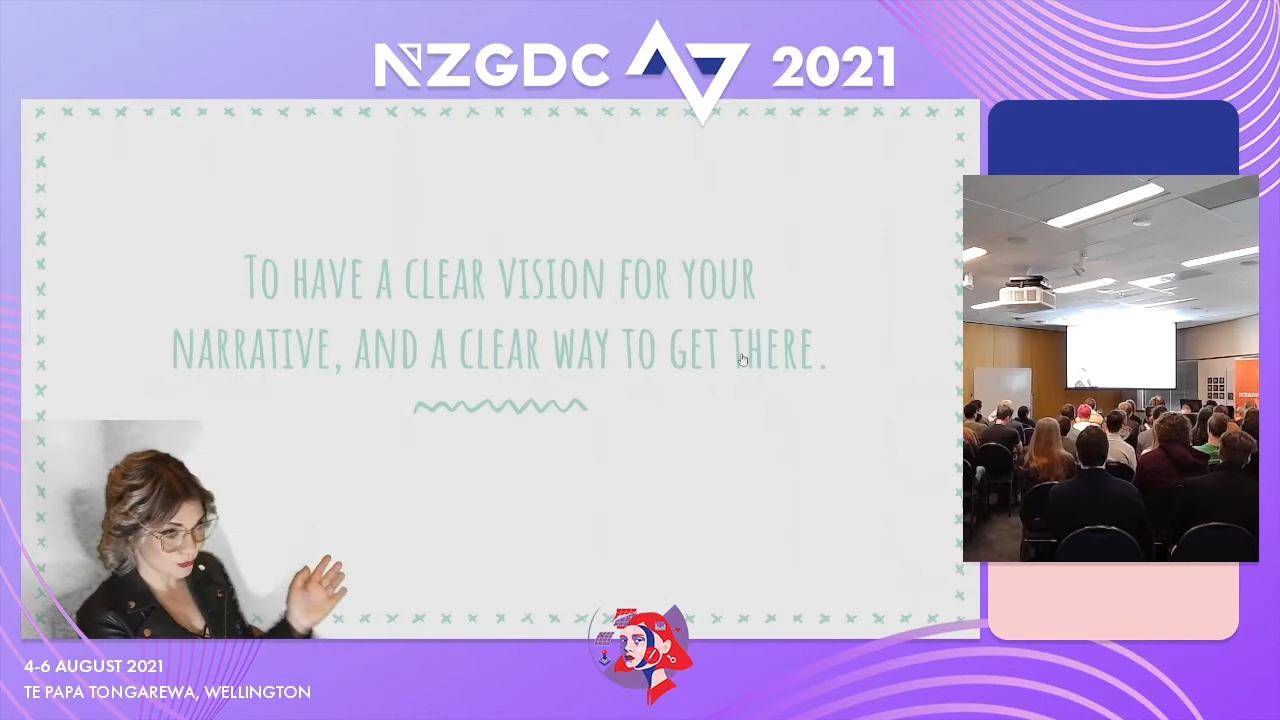 NZGDC 2021
To have a clear vision for your
narrative, and a clear way to get there.
NZGDC
4-6 AUGUST 2021
TE PAPA TONGAREWA, WELLINGTON